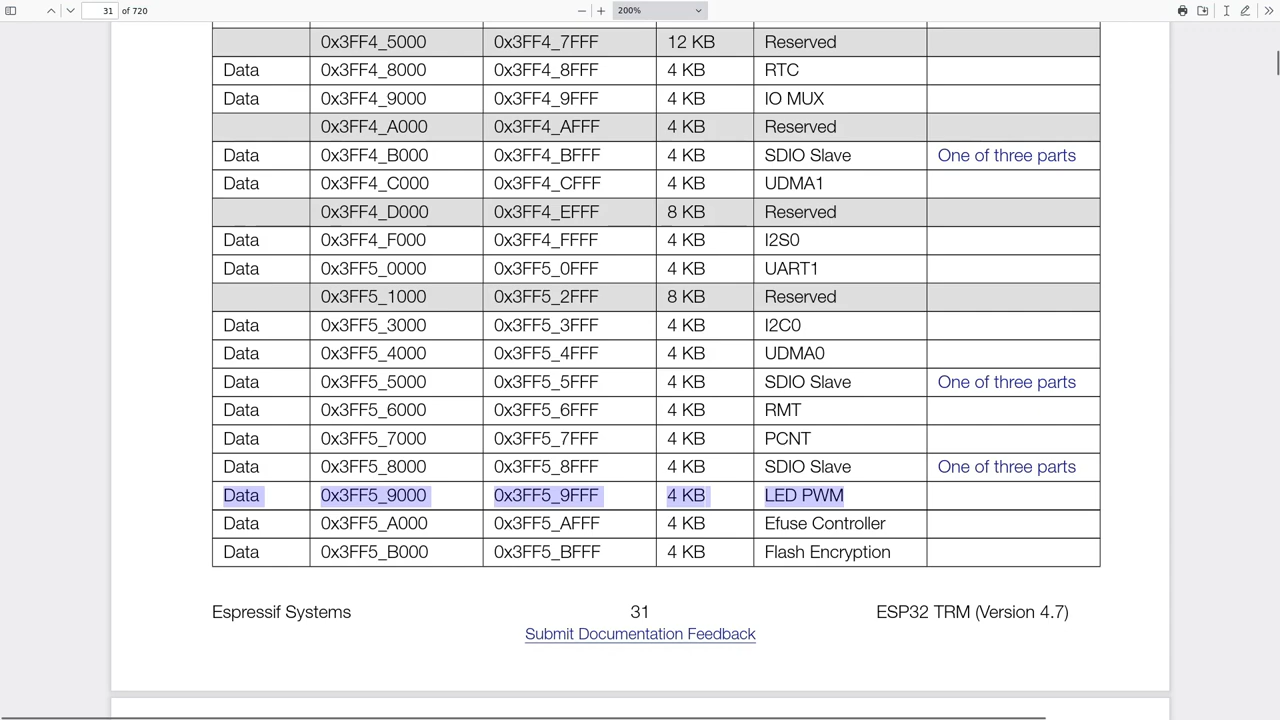 31 of 720 200%
0x3FF4_5000 0x3FF4_7FFF 12 KB Reserved
Data 0x3FF4_8000 0x3FF4_8FFF 4 KB RTC
Data 0x3FF4_9000 0x3FF4_9FFF 4 KB IO MUX
0x3FF4_A000 0x3FF4_AFFF 4 KB Reserved
Data 0x3FF4_B000 0x3FF4_BFFF 4 KB SDIO Slave One of three parts
Data 0x3FF4_C000 0x3FF4_CFFF 4 KB UDMA1
0x3FF4_D000 0x3FF4_EFFF 8 KB Reserved
Data 0x3FF4_F000 0x3FF4_FFFF 4 KB I2S0
Data 0x3FF5_0000 0x3FF5_0FFF 4 KB UART1
0x3FF5_1000 0x3FF5_2FFF 8 KB Reserved
Data 0x3FF5_3000 0x3FF5_3FFF 4 KB I2C0
Data 0x3FF5_4000 0x3FF5_4FFF 4 KB UDMA0
Data 0x3FF5_5000 0x3FF5_5FFF 4 KB SDIO Slave One of three parts
Data 0x3FF5_6000 0x3FF5_6FFF 4 KB RMT
Data 0x3FF5_7000 0x3FF5_7FFF 4 KB PCNT
Data 0x3FF5_8000 0x3FF5_8FFF 4 KB SDIO Slave One of three parts
Data 0x3FF5_9000 0x3FF5_9FFF 4 KB LED PWM
Data 0x3FF5_A000 0x3FF5_AFFF 4 KB Efuse Controller
Data 0x3FF5_B000 0x3FF5_BFFF 4 KB Flash Encryption
Espressif Systems 31 ESP32 TRM (Version 4.7)
Submit Documentation Feedback